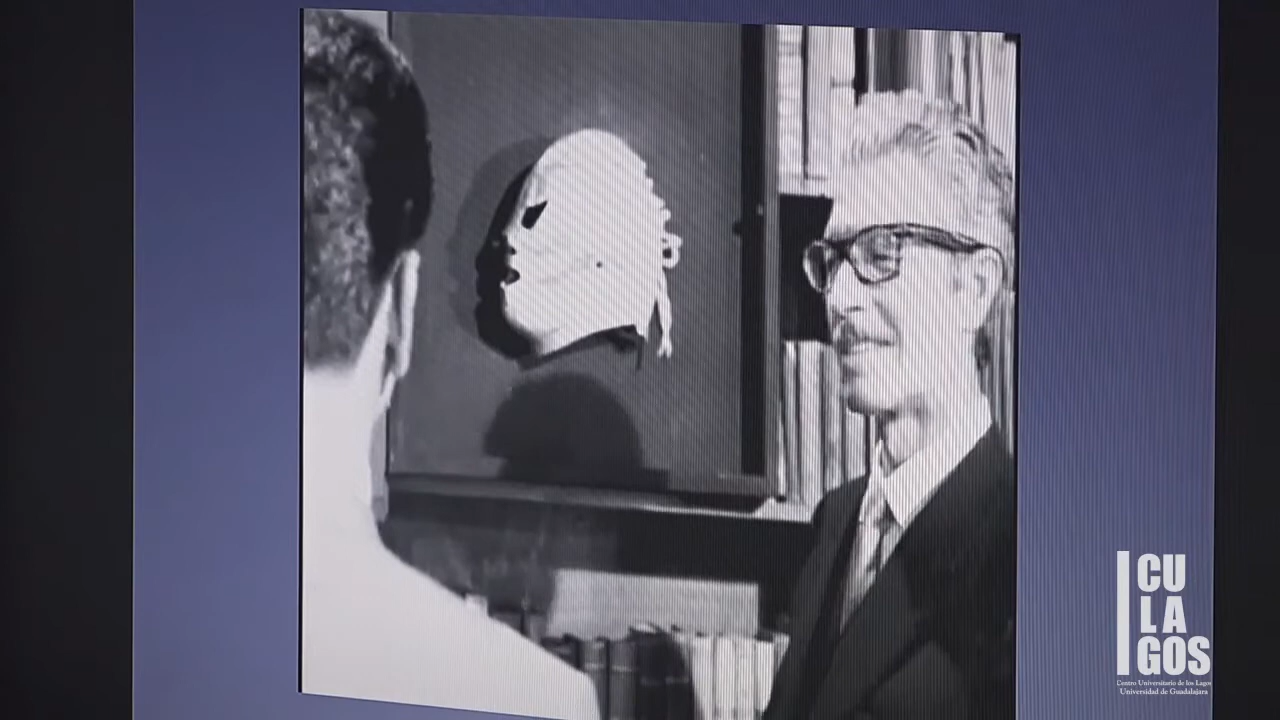 CU
LA
GOS
Centro Universitario de los Lagos
Universidad de Guadalajara